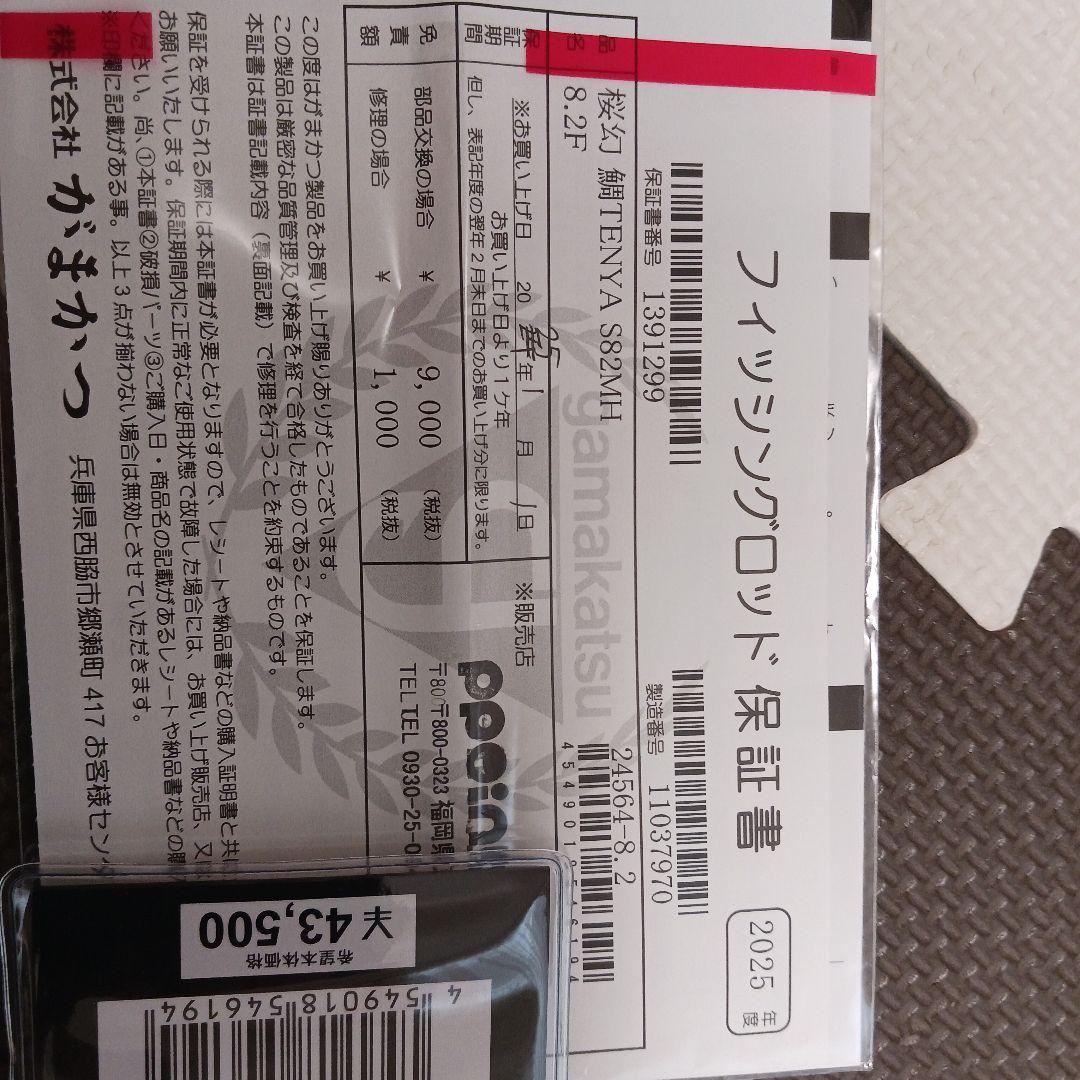 フィッシングロッド保証書
2025年度
保証書番号 1391299
製造番号 11037970
品名
桜幻 鯛TENYA S82MH
8.2F
24564-8.2
4549018546194
保証期間
※お買い上げ日 20 25年 1月 1日
お買い上げ日より1ヶ年
但し、表記年度の翌年2月末日までのお買い上げ分に限ります。
※販売店
ppoin
〒800-0323 福岡県
TEL 0930-25-0
免責額
部品交換の場合 ¥ 9,000 (税抜)
修理の場合 ¥ 1,000 (税抜)
gamakatsu
この度はがまかつ製品をお買い上げ賜りありがとうございます。
この製品は厳密な品質管理及び検査を経て合格したものであることを保証します。
本証書は証書記載内容(裏面記載)で修理を行うことを約束するものです。
保証を受けられる際には本証書が必要となりますので、レシートや納品書などの購入証明書と共に
お願いいたします。保証期間内に正常なご使用状態で故障した場合には、お買い上げ販売店、又は
ください。尚、①本証書②破損パーツ③ご購入日・商品名の記載があるレシートや納品書などの購
※印欄に記載がある事。以上3点が揃わない場合は無効とさせていただきます。
株式会社 がまかつ 兵庫県西脇市郷瀬町417 お客様センタ
希望本体価格
¥43,500
4 549018 546194